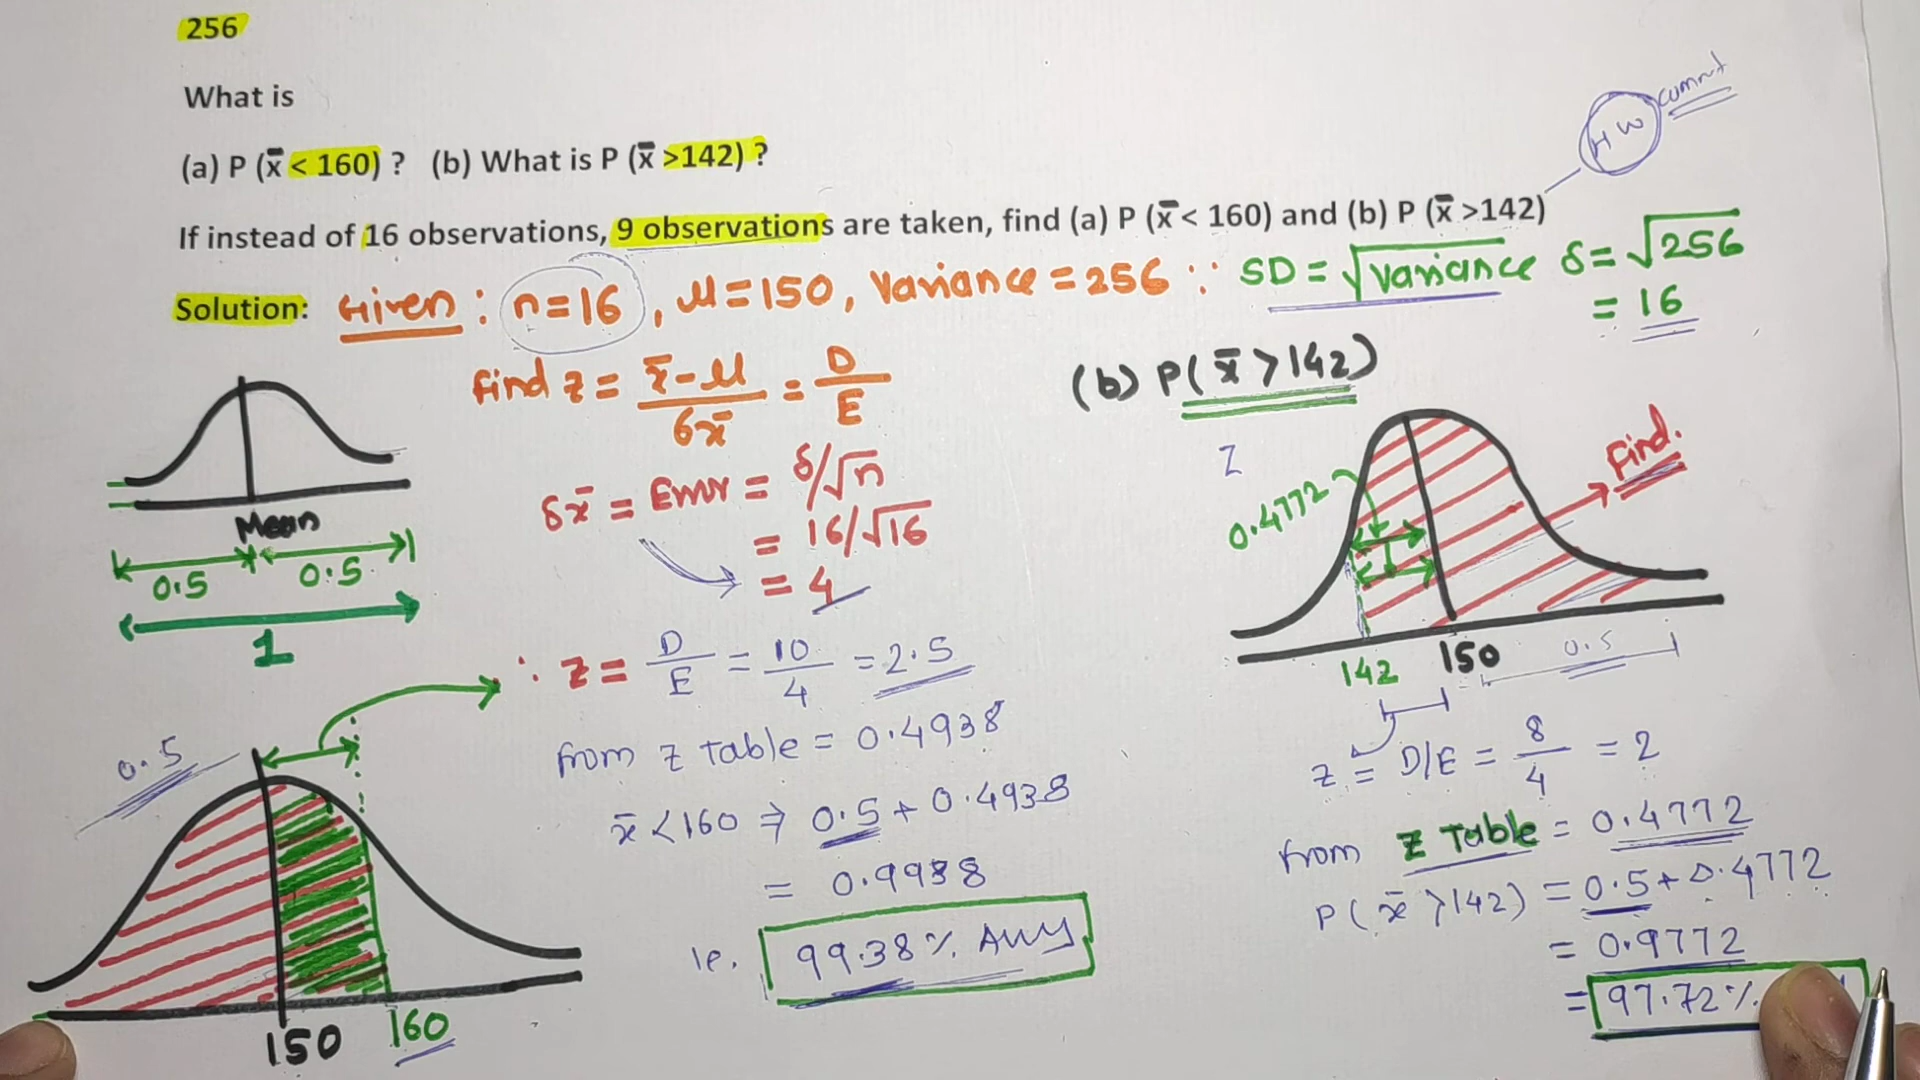 256
What is
(a) P (x̄ < 160) ? (b) What is P (x̄ >142) ?
If instead of 16 observations, 9 observations are taken, find (a) P (x̄ < 160) and (b) P (x̄ >142)
HW
comment
Solution: Given : n=16, μ=150, Variance = 256 ∵ SD = √variance δ = √256
= 16
find z = x̄-μ/6x̄ = D/E
δx̄ = Error = δ/√n
= 16/√16
= 4
Mean
0.5 0.5
1
∴ z = D/E = 10/4 = 2.5
from z table = 0.4938
x̄ <160 ⇒ 0.5 + 0.4938
= 0.9938
ie. 99.38 % Ans
0.5
150 160
(b) P( x̄ >142)
Z
0.4772
Find.
142 150 0.5
z = D/E = 8/4 = 2
from Z Table = 0.4772
P( x̄ >142) = 0.5 + 0.4772
= 0.9772
= 97.72 %.